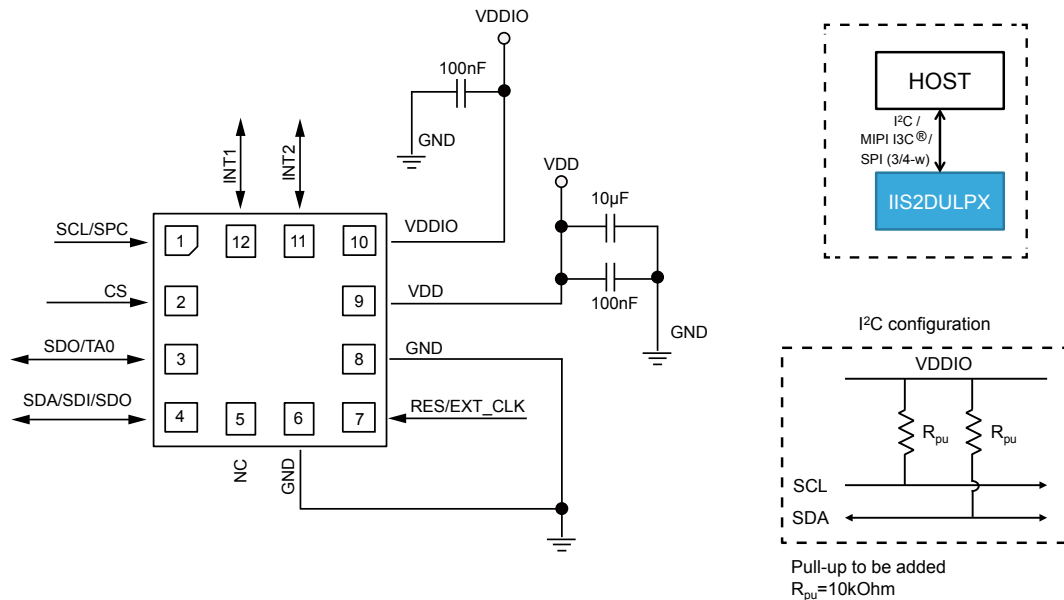 VDDIO
100nF
GND
INT1
INT2
VDD
10µF
100nF
GND
SCL/SPC
CS
SDO/TA0
SDA/SDI/SDO
1
12
11
10
2
9
3
8
4
5
6
7
VDDIO
VDD
GND
RES/EXT_CLK
NC
GND
HOST
I²C /
MIPI I3C®/
SPI (3/4-w)
IIS2DULPX
I²C configuration
VDDIO
Rpu
Rpu
SCL
SDA
Pull-up to be added
Rpu=10kOhm